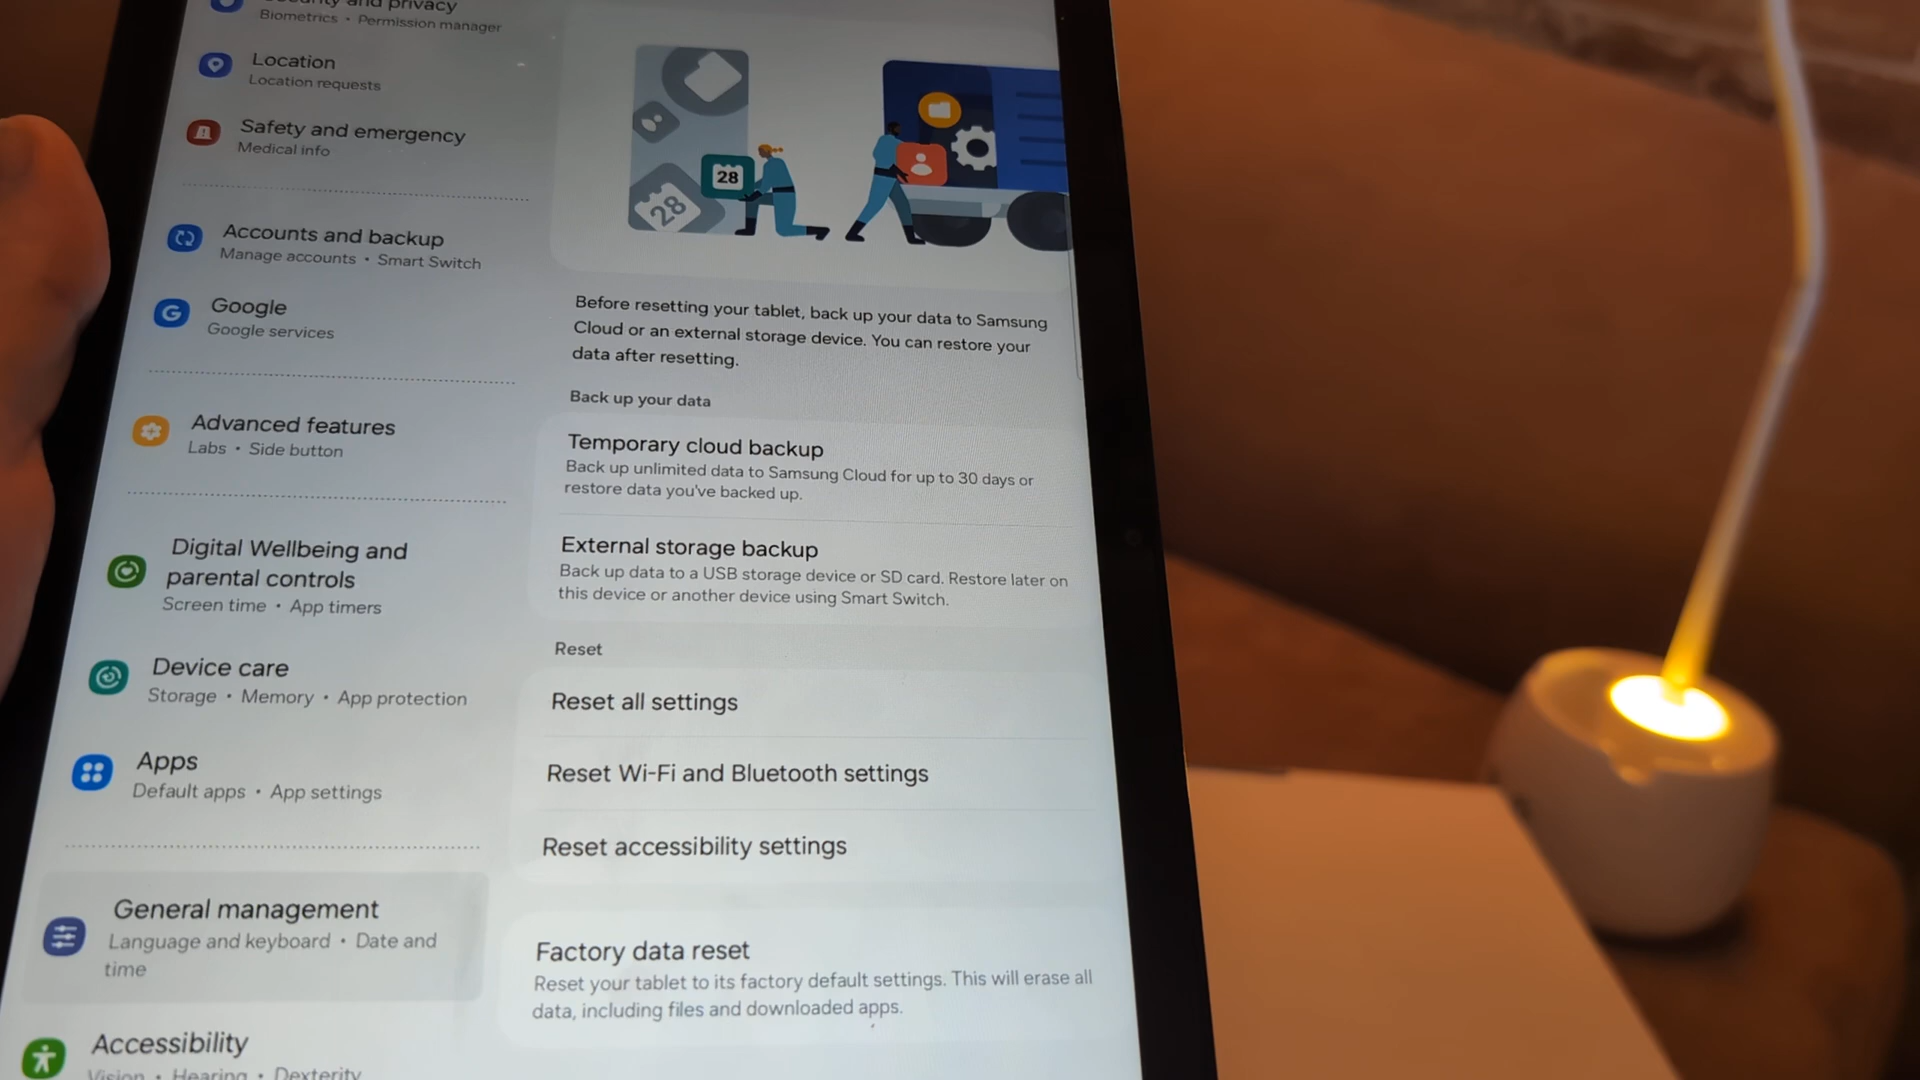 Security and privacy
Biometrics • Permission manager
Location
Location requests
Safety and emergency
Medical info
Accounts and backup
Manage accounts • Smart Switch
Google
Google services
Advanced features
Labs • Side button
Digital Wellbeing and
parental controls
Screen time • App timers
Device care
Storage • Memory • App protection
Apps
Default apps • App settings
General management
Language and keyboard • Date and
time
Accessibility
Vision • Hearing • Dexterity
28
28
Before resetting your tablet, back up your data to Samsung
Cloud or an external storage device. You can restore your
data after resetting.
Back up your data
Temporary cloud backup
Back up unlimited data to Samsung Cloud for up to 30 days or
restore data you've backed up.
External storage backup
Back up data to a USB storage device or SD card. Restore later on
this device or another device using Smart Switch.
Reset
Reset all settings
Reset Wi-Fi and Bluetooth settings
Reset accessibility settings
Factory data reset
Reset your tablet to its factory default settings. This will erase all
data, including files and downloaded apps.